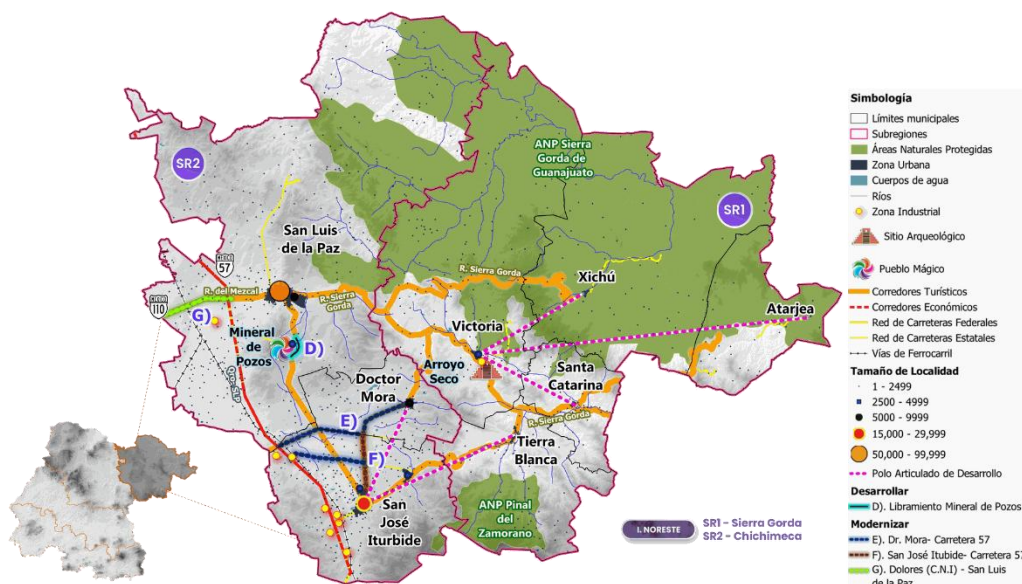 SR2
ANP Sierra
Gorda de
Guanajuato
SR1
San Luis
de la Paz
57
R. Sierra Gorda
Xichú
R. del Mezcal
R. Sierra
Gorda
110
Atarjea
G)
Mineral
de
Pozos
D)
Victoria
Arroyo
Seco
Santa
Catarina
Doctor
Mora
Qro-SLP
R. Sierra Gorda
E)
Tierra
Blanca
F)
San
José
Iturbide
ANP Pinal
del
Zamorano
I. NORESTE
SR1 - Sierra Gorda
SR2 - Chichimeca
Simbología
Límites municipales
Subregiones
Áreas Naturales Protegidas
Zona Urbana
Cuerpos de agua
Ríos
Zona Industrial
Sitio Arqueológico
Pueblo Mágico
Corredores Turísticos
Corredores Económicos
Red de Carreteras Federales
Red de Carreteras Estatales
Vías de Ferrocarril
Tamaño de Localidad
1 - 2499
2500 - 4999
5000 - 9999
15,000 - 29,999
50,000 - 99,999
Polo Articulado de Desarrollo
Desarrollar
D). Libramiento Mineral de Pozos
Modernizar
E). Dr. Mora- Carretera 57
F). San José Itubide- Carretera 57
G). Dolores (C.N.I) - San Luis
de la Paz